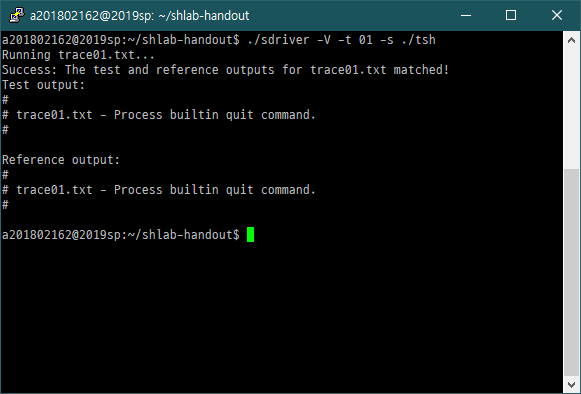 a201802162@2019sp: ~/shlab-handout
a201802162@2019sp:~/shlab-handout$ ./sdriver -V -t 01 -s ./tsh
Running trace01.txt...
Success: The test and reference outputs for trace01.txt matched!
Test output:
#
# trace01.txt - Process builtin quit command.
#
Reference output:
#
# trace01.txt - Process builtin quit command.
#
a201802162@2019sp:~/shlab-handout$